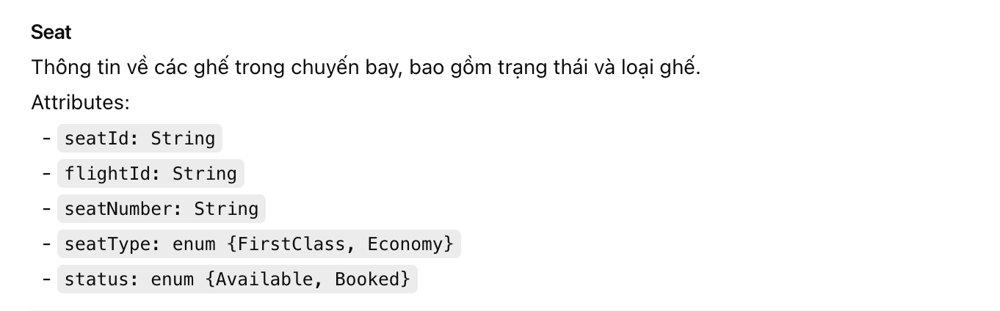 Seat
Thông tin về các ghế trong chuyến bay, bao gồm trạng thái và loại ghế.
Attributes:
- seatId: String
- flightId: String
- seatNumber: String
- seatType: enum {FirstClass, Economy}
- status: enum {Available, Booked}